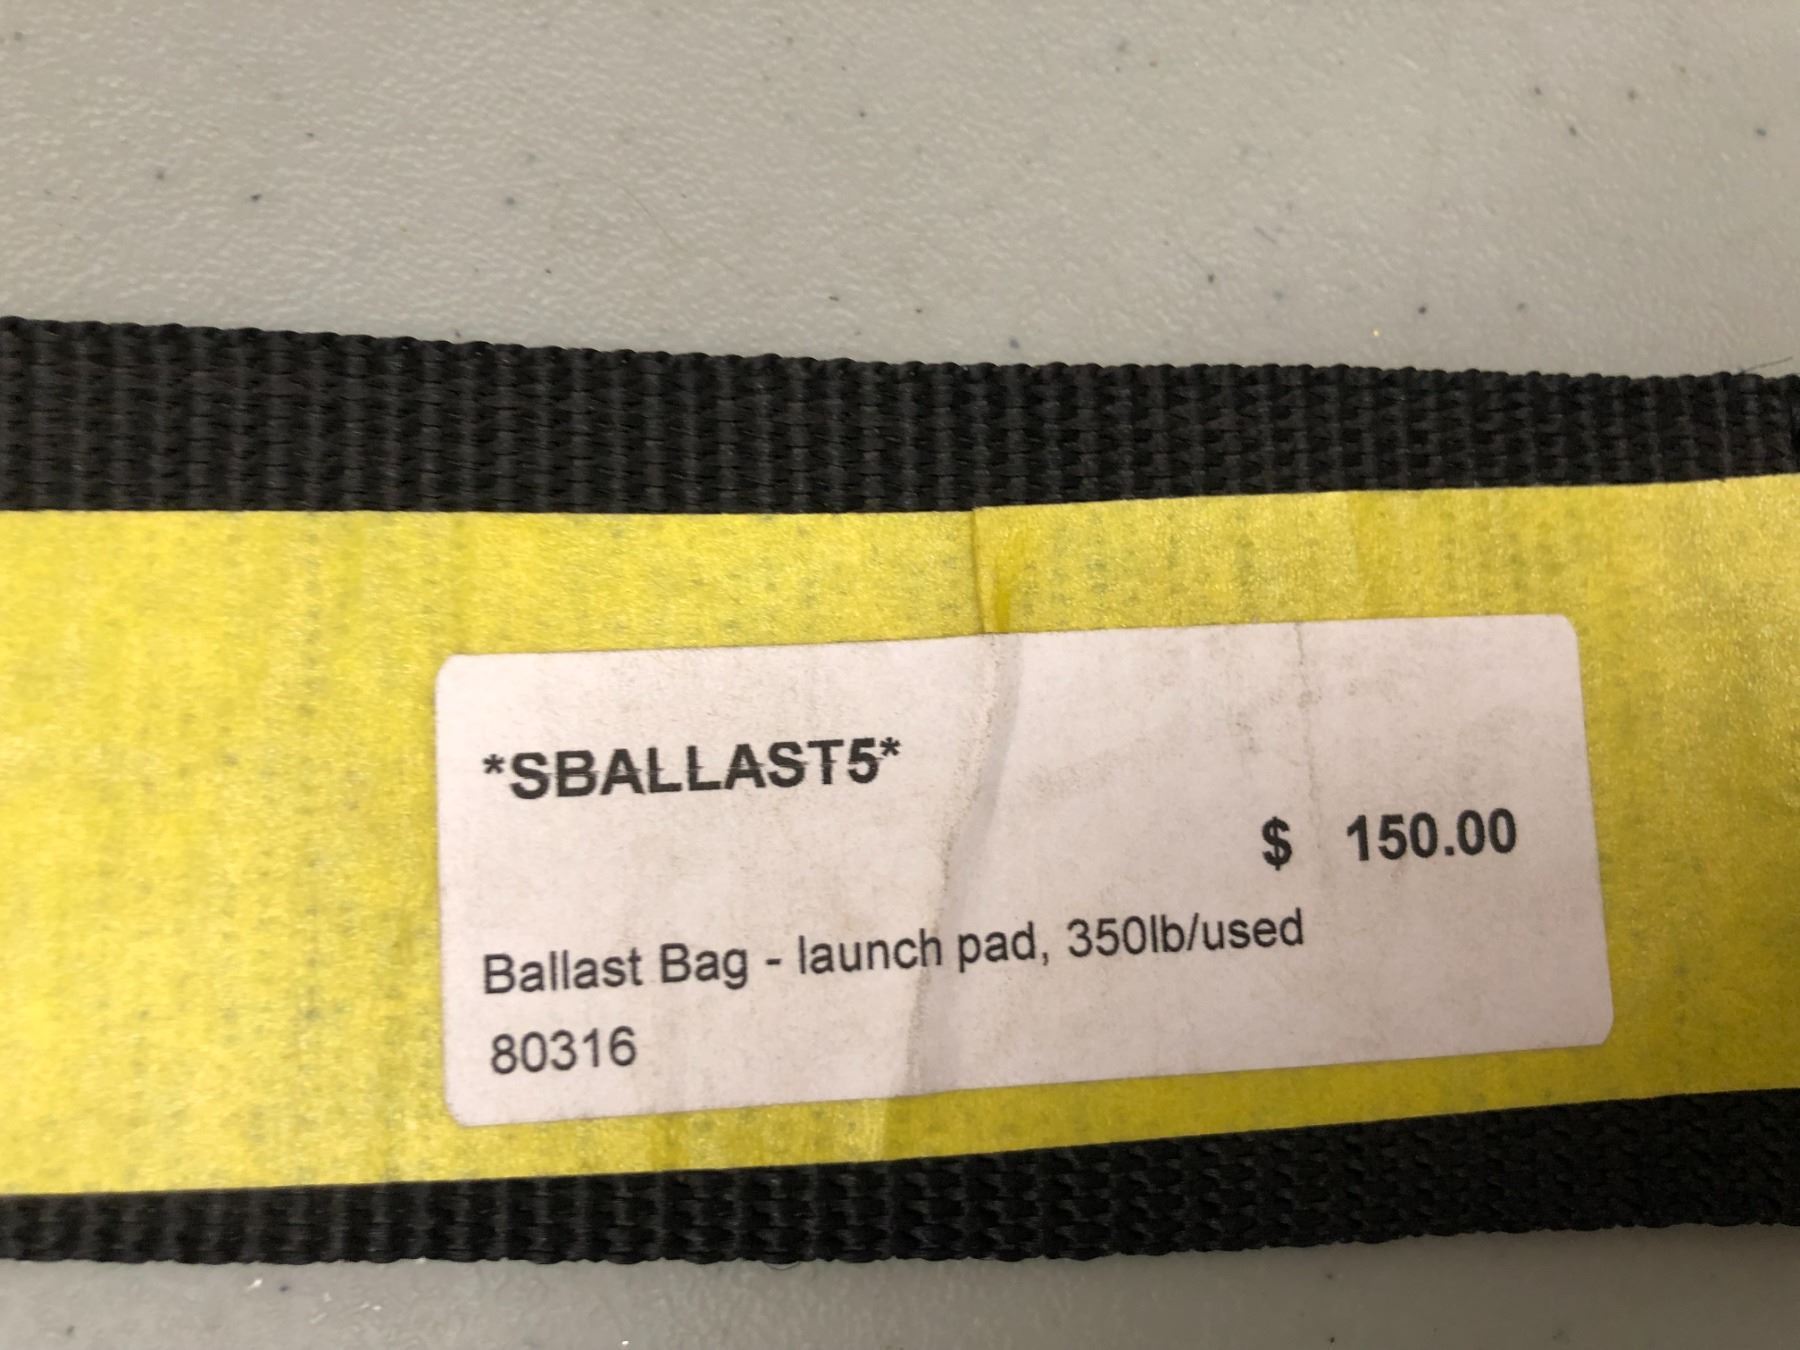 *SBALLAST5*
$ 150.00
Ballast Bag - launch pad, 350lb/used
80316